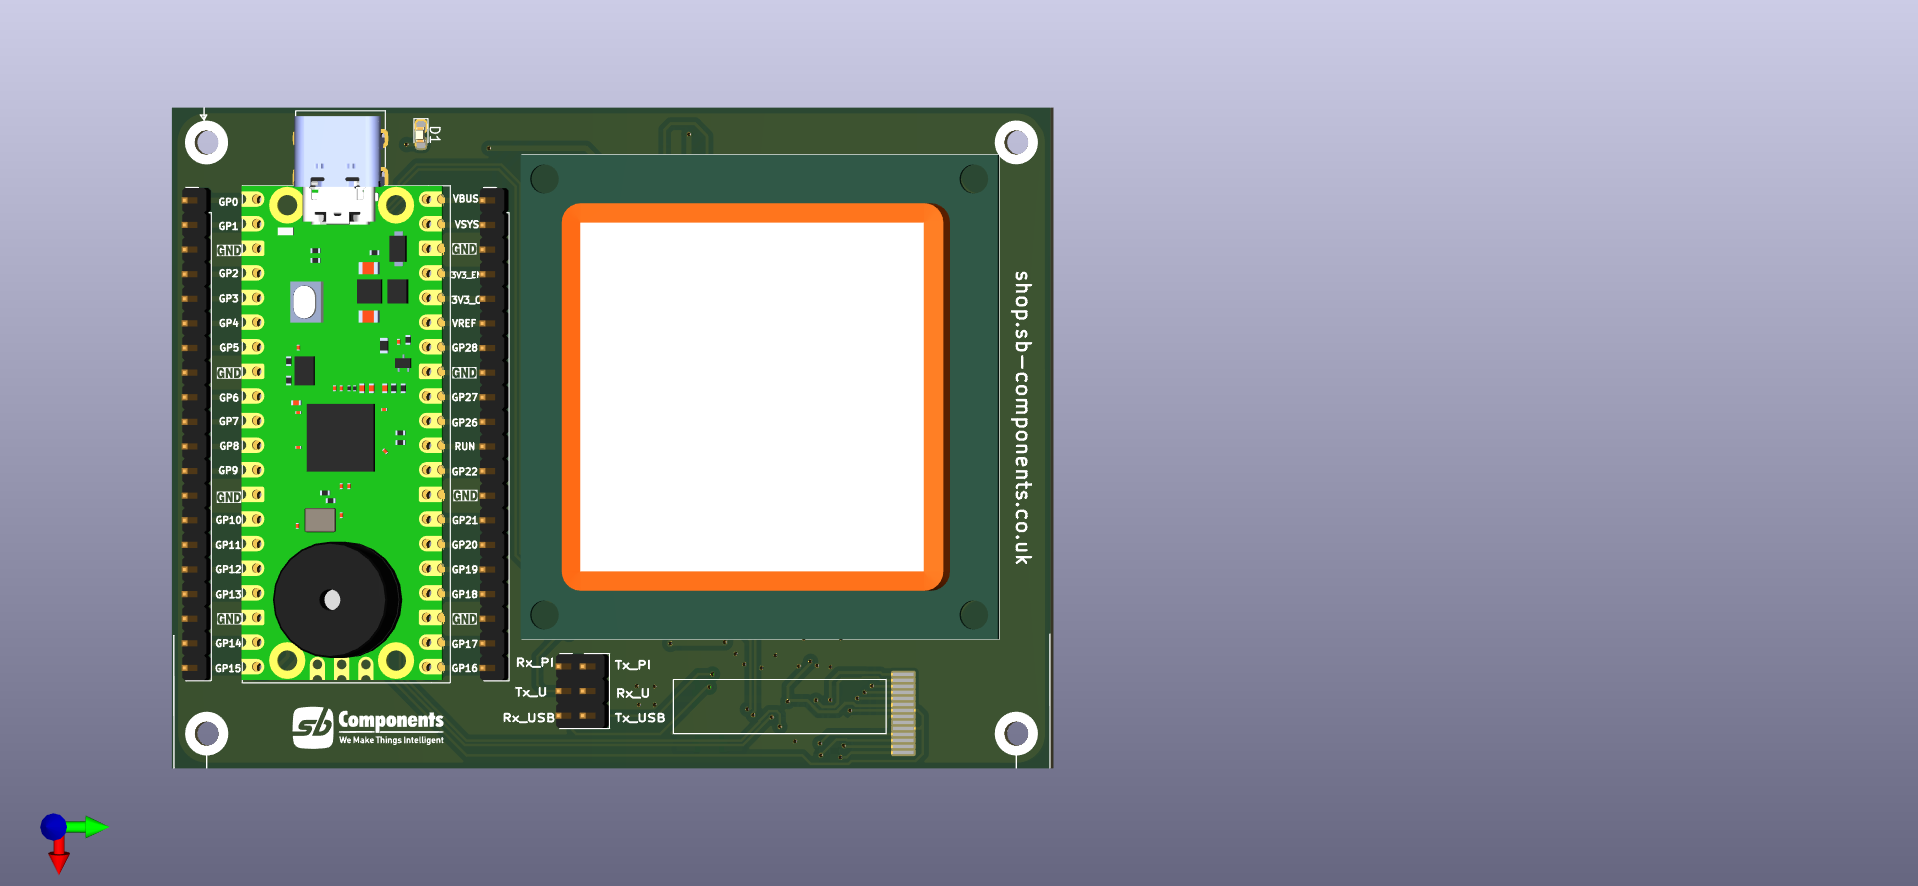 D1
GP0
GP1
GND
GP2
GP3
GP4
GP5
GND
GP6
GP7
GP8
GP9
GND
GP10
GP11
GP12
GP13
GND
GP14
GP15
VBUS
VSYS
GND
3V3_E
3V3_
VREF
GP28
GND
GP27
GP26
RUN
GP22
GND
GP21
GP20
GP19
GP18
GND
GP17
GP16
shop.sb-components.co.uk
Rx_PI Tx_PI
Tx_U Rx_U
Rx_USB Tx_USB
sb Components
We Make Things Intelligent